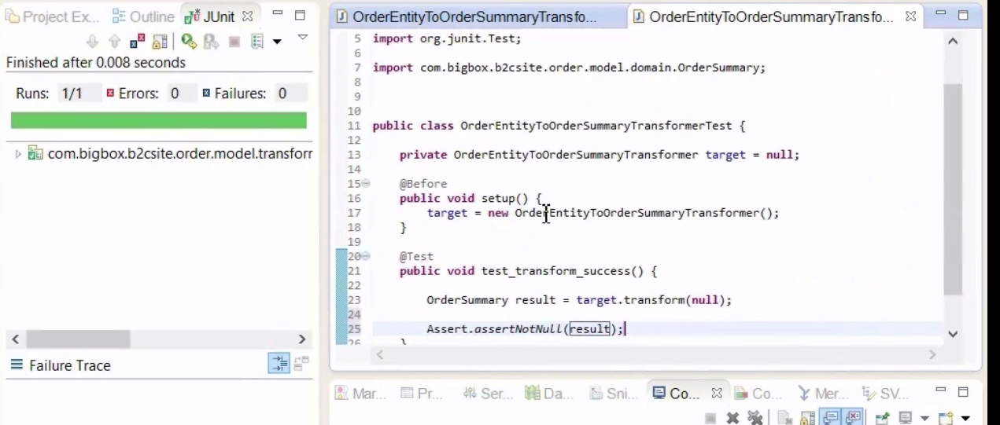 Project Ex... Outline JUnit
Finished after 0.008 seconds
Runs: 1/1 Errors: 0 Failures: 0
com.bigbox.b2csite.order.model.transforr
Failure Trace
OrderEntityToOrderSummaryTransfo... OrderEntityToOrderSummaryTransfo...
5 import org.junit.Test;
6
7 import com.bigbox.b2csite.order.model.domain.OrderSummary;
8
9
10
11 public class OrderEntityToOrderSummaryTransformerTest {
12
13 private OrderEntityToOrderSummaryTransformer target = null;
14
15 @Before
16 public void setup() {
17 target = new OrderEntityToOrderSummaryTransformer();
18 }
19
20 @Test
21 public void test_transform_success() {
22
23 OrderSummary result = target.transform(null);
24
25 Assert.assertNotNull(result);
26 }
Mar... Pr... Ser... Da... Sni... Co... Co... Mer... SV...